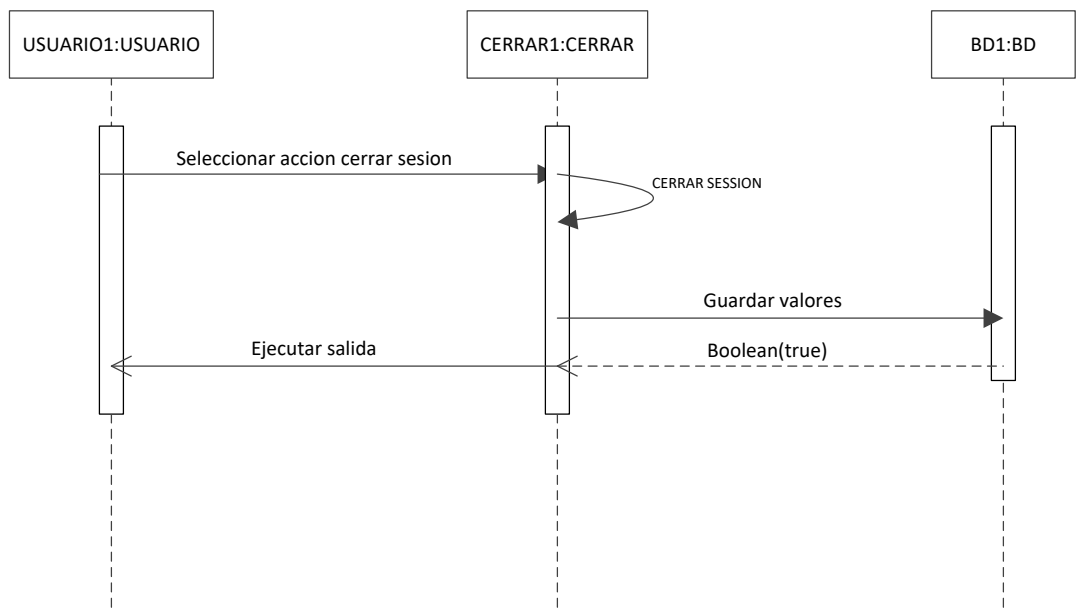 USUARIO1:USUARIO
CERRAR1:CERRAR
BD1:BD
Seleccionar accion cerrar sesion
CERRAR SESSION
Guardar valores
Ejecutar salida
Boolean(true)